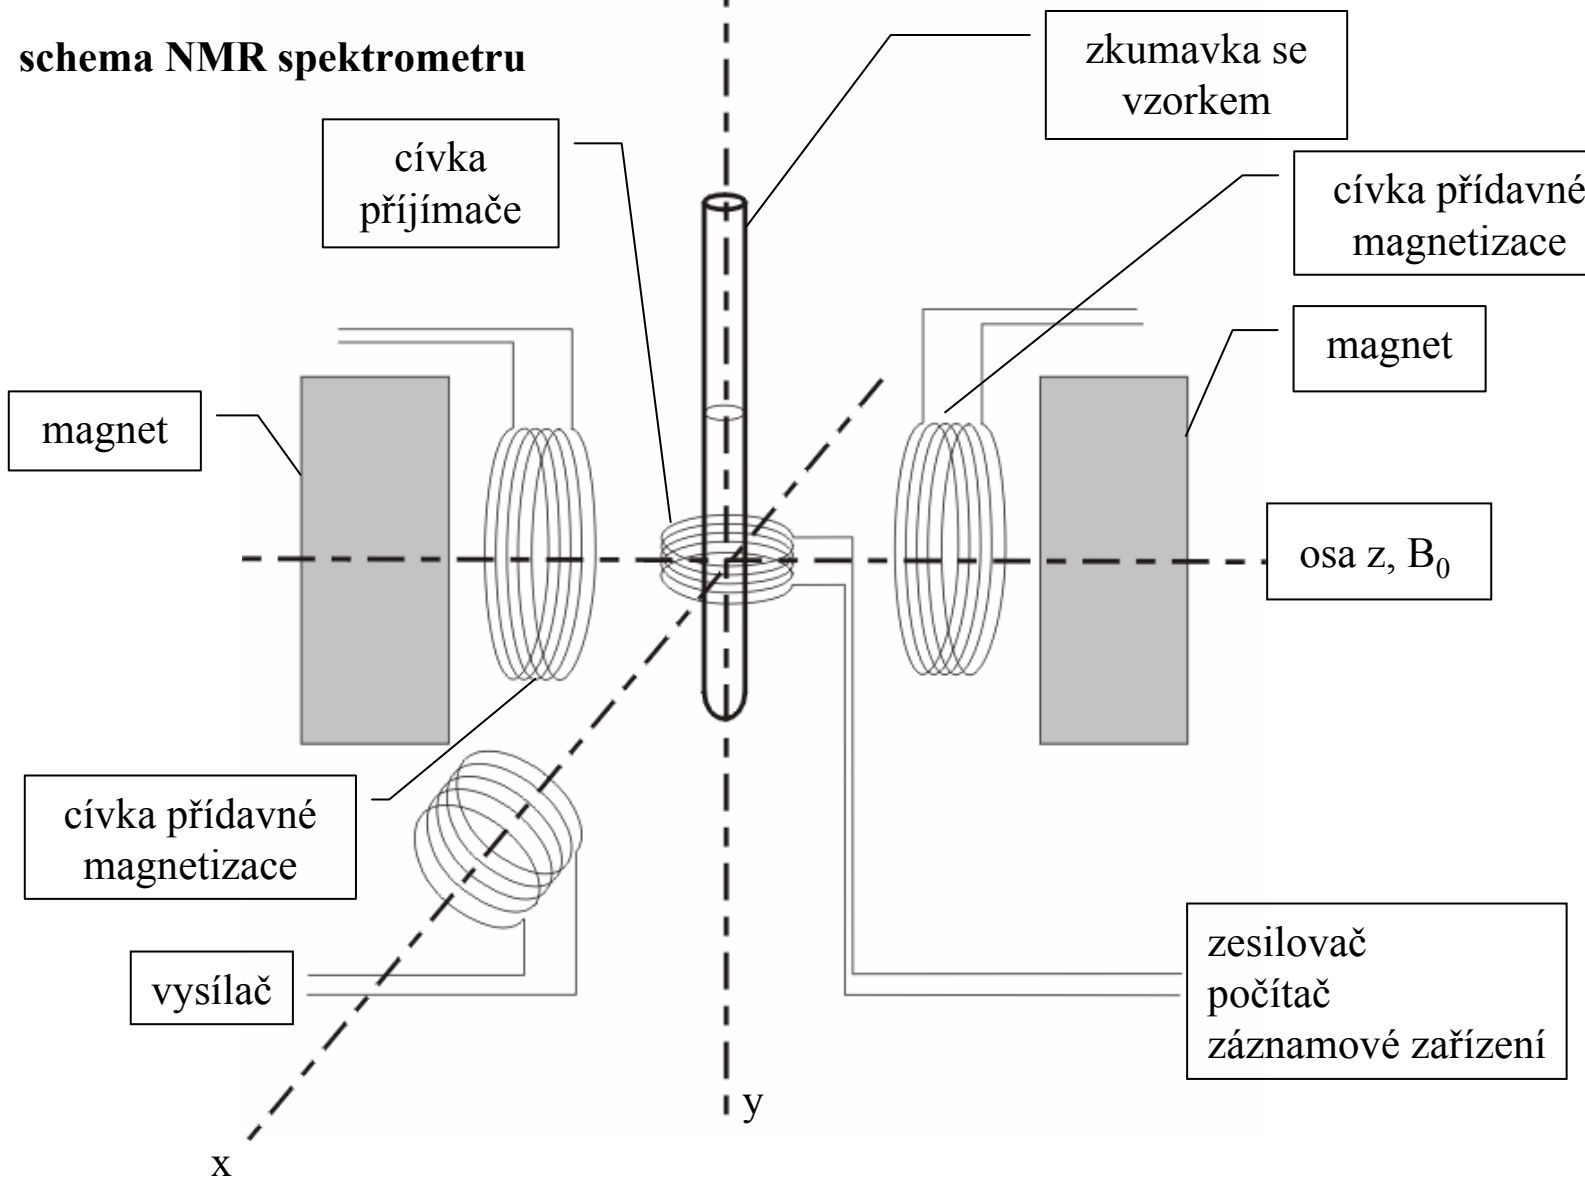 schema NMR spektrometru
zkumavka se
vzorkem
cívka
příjímače
cívka přídavné
magnetizace
magnet
magnet
osa z, B₀
cívka přídavné
magnetizace
vysílač
zesilovač
počítač
záznamové zařízení
y
x